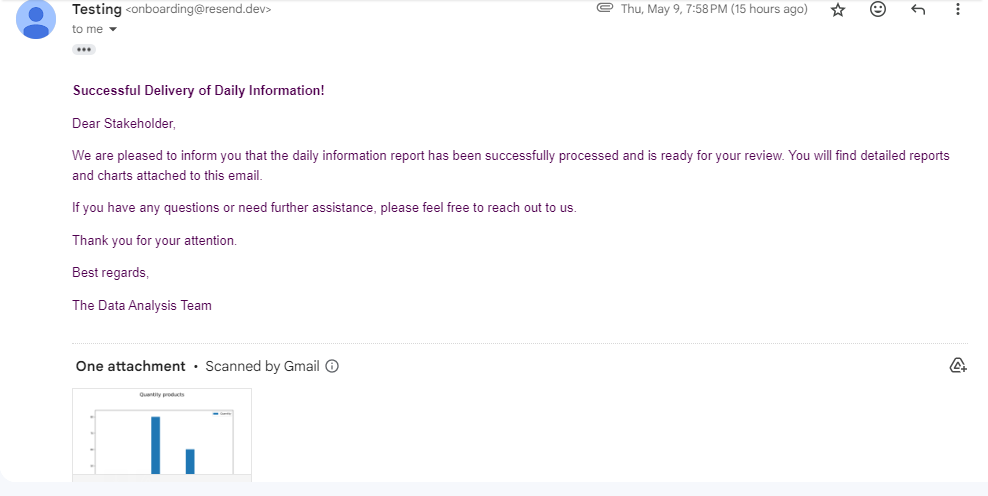 Testing <onboarding@resend.dev> Thu, May 9, 7:58 PM (15 hours ago)
to me
Successful Delivery of Daily Information!
Dear Stakeholder,
We are pleased to inform you that the daily information report has been successfully processed and is ready for your review. You will find detailed reports
and charts attached to this email.
If you have any questions or need further assistance, please feel free to reach out to us.
Thank you for your attention.
Best regards,
The Data Analysis Team
One attachment • Scanned by Gmail
Quantity products